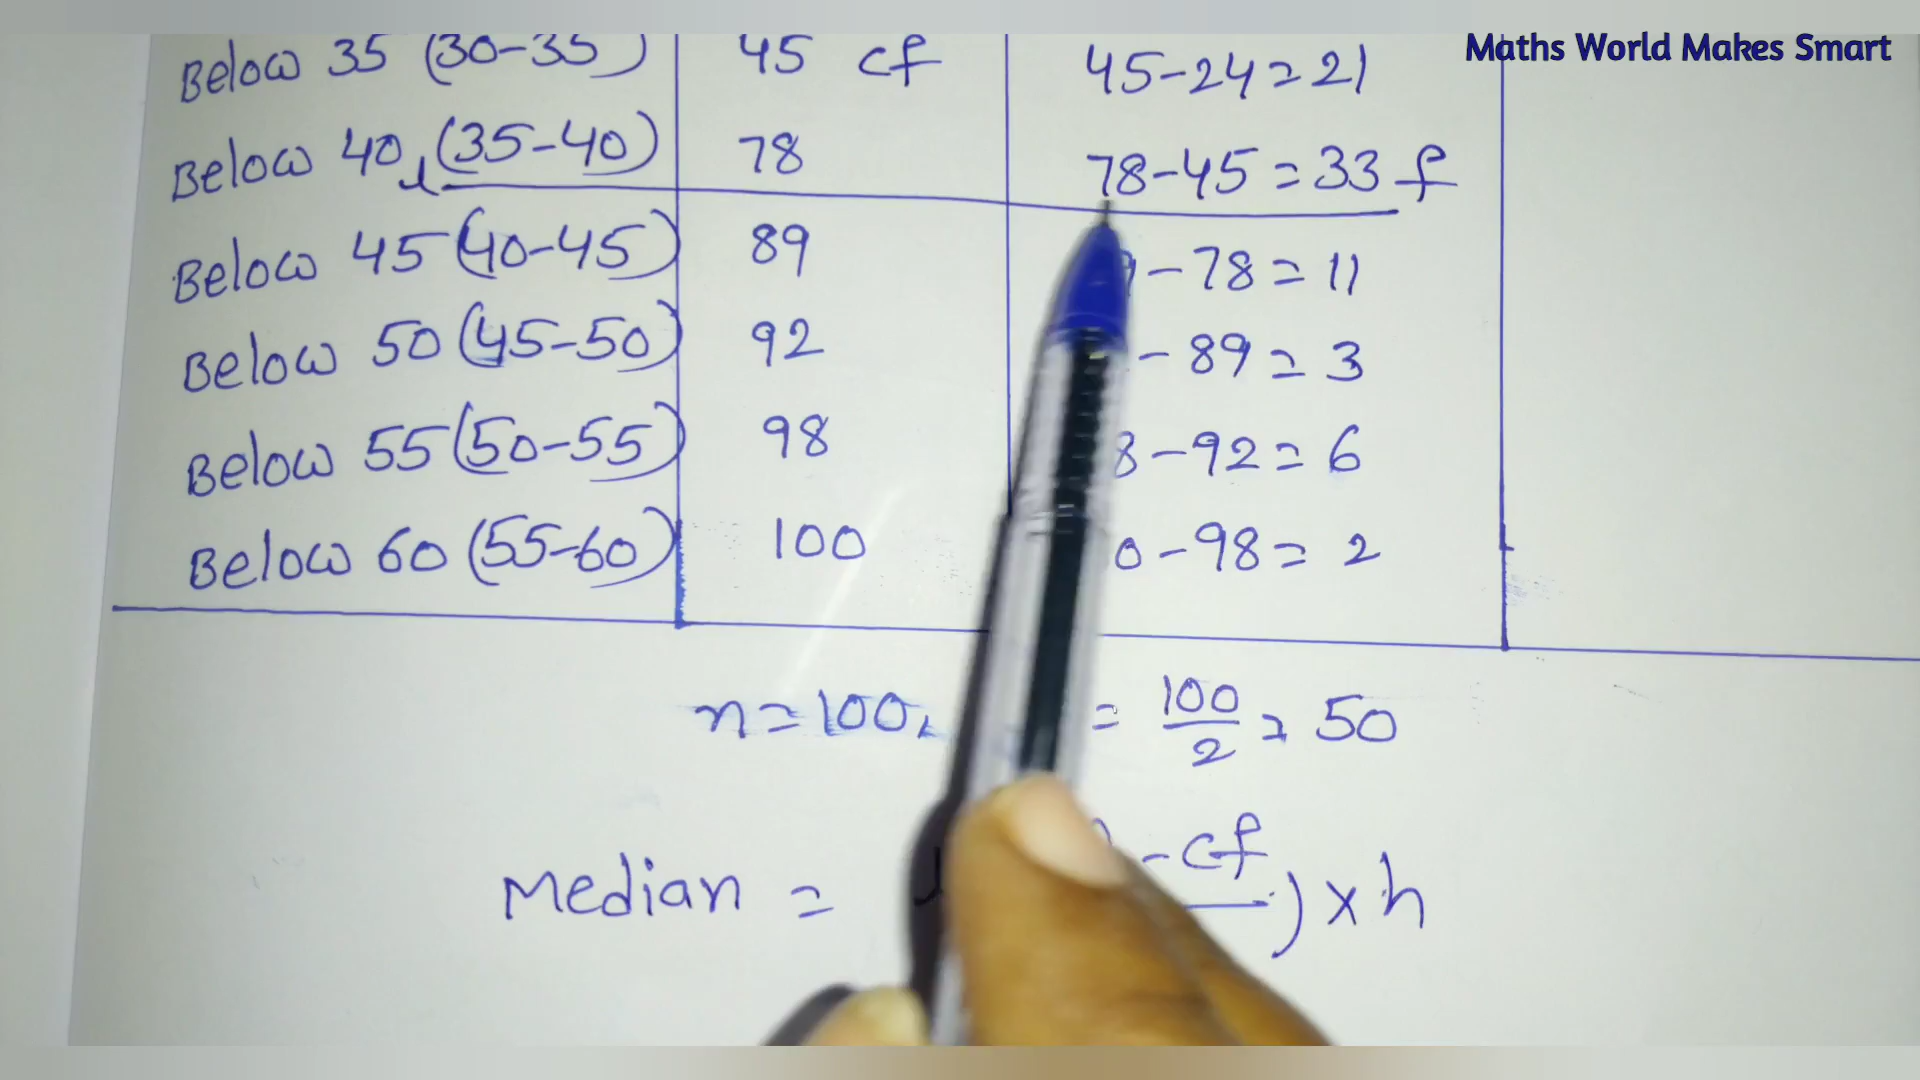 Maths World Makes Smart
Below 35 (30-35) 45 cf 45-24=21
Below 40 l (35-40) 78 78-45=33 f
Below 45 (40-45) 89 -78=11
Below 50 (45-50) 92 -89=3
Below 55 (50-55) 98 8-92=6
Below 60 (55-60) 100 0-98=2
n=100, = 100/2 = 50
Median = -cf ) x h